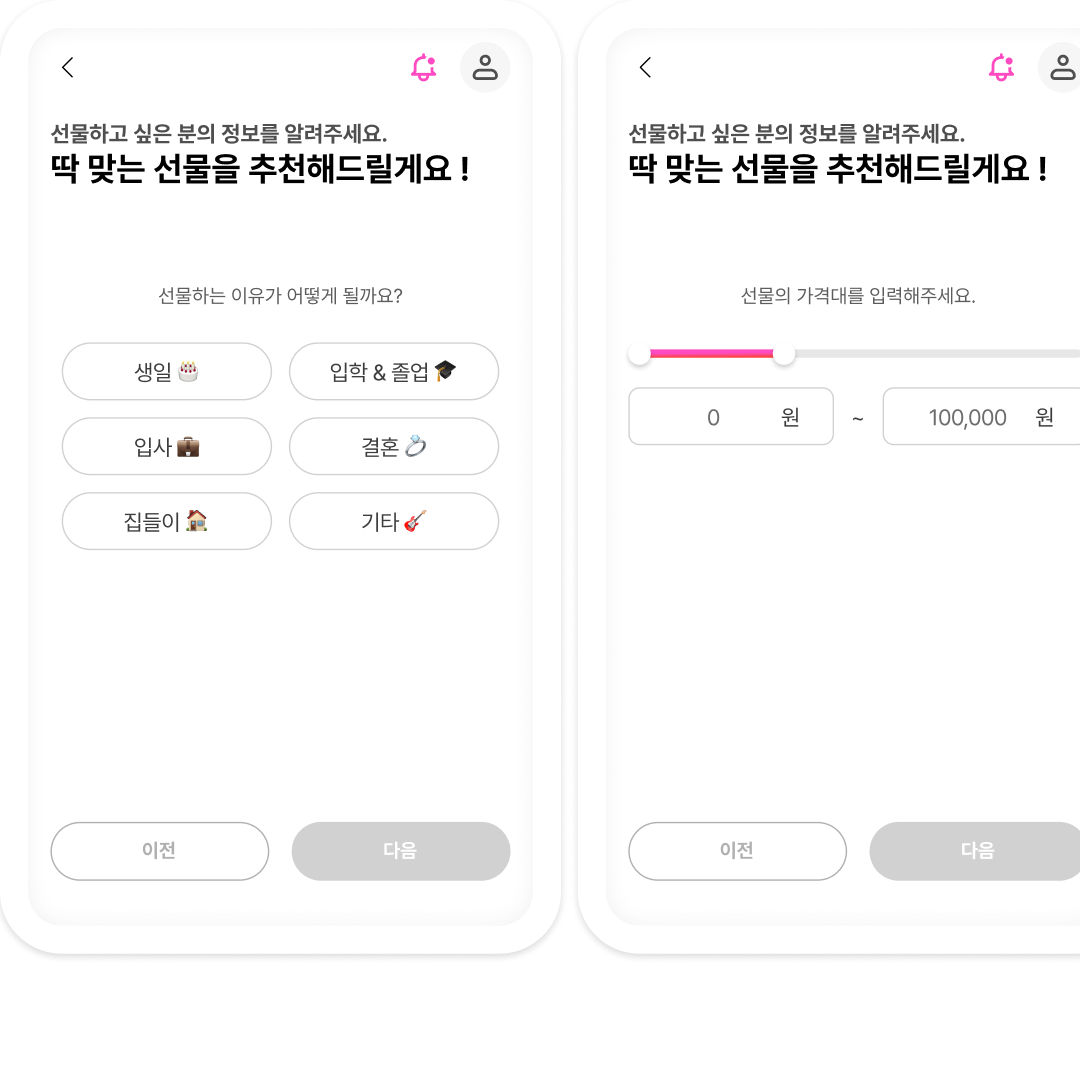 선물하고 싶은 분의 정보를 알려주세요.
딱 맞는 선물을 추천해드릴게요 !
선물하는 이유가 어떻게 될까요?
생일 🎂 입학 & 졸업 🎓
입사 💼 결혼 💍
집들이 🏠 기타 🎸
이전 다음
선물하고 싶은 분의 정보를 알려주세요.
딱 맞는 선물을 추천해드릴게요 !
선물의 가격대를 입력해주세요.
0 원 ~ 100,000 원
이전 다음